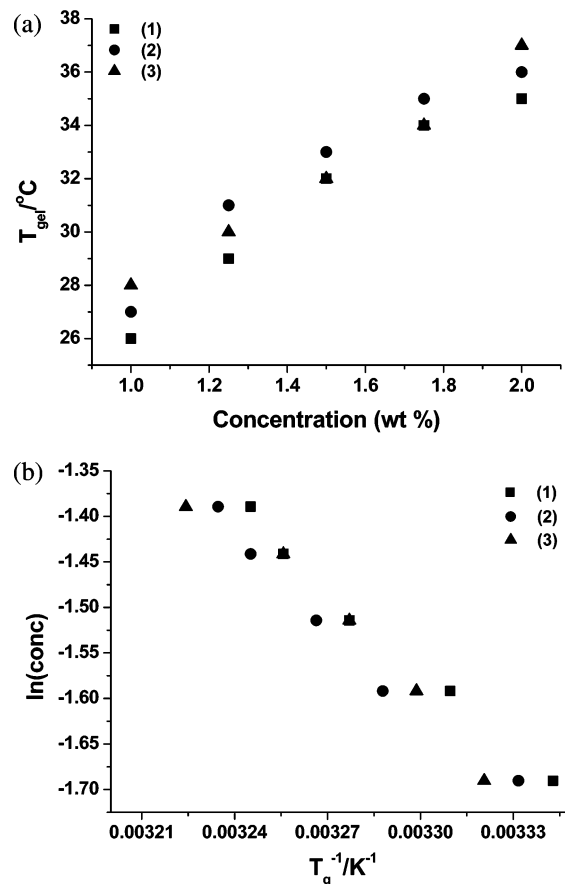 (a)
(1)
(2)
(3)
36
34
32
30
28
26
T_gel/°C
1.0 1.2 1.4 1.6 1.8 2.0
Concentration (wt %)
(b)
-1.35
-1.40
-1.45
-1.50
-1.55
-1.60
-1.65
-1.70
ln(conc)
(1)
(2)
(3)
0.00321 0.00324 0.00327 0.00330 0.00333
T_g⁻¹/K⁻¹